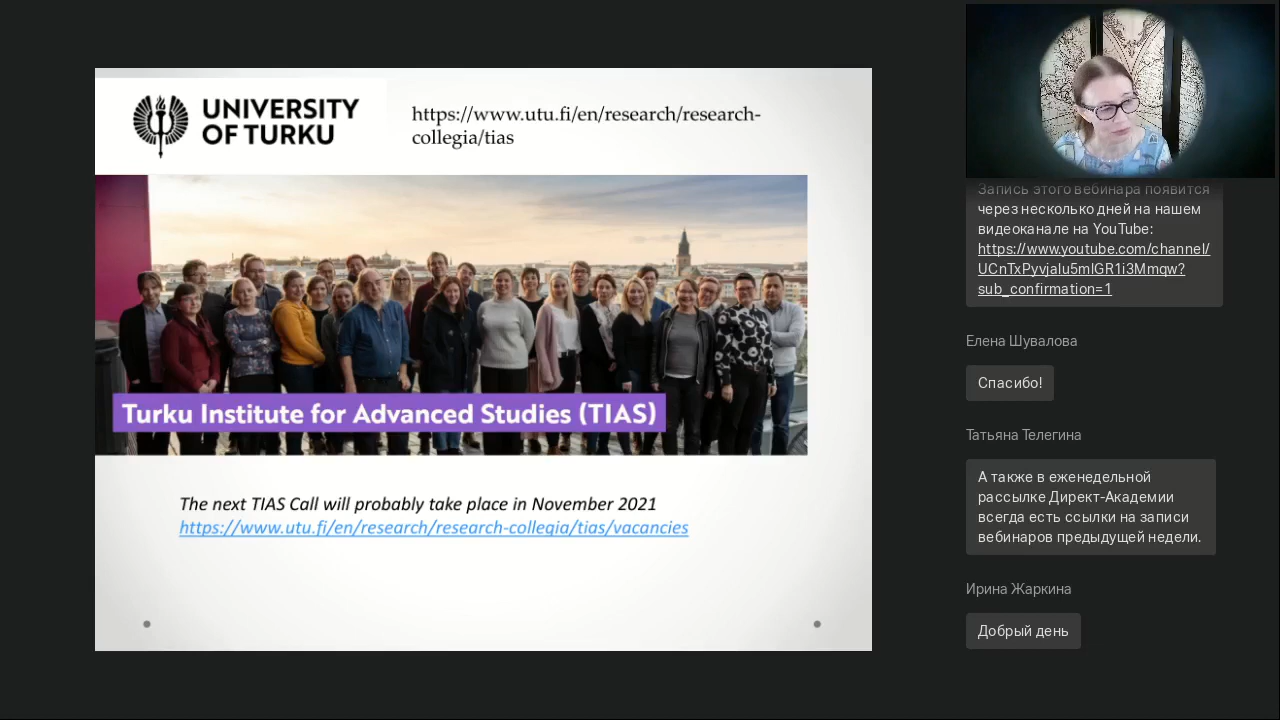 UNIVERSITY
OF TURKU
https://www.utu.fi/en/research/research-
collegia/tias
Turku Institute for Advanced Studies (TIAS)
The next TIAS Call will probably take place in November 2021
https://www.utu.fi/en/research/research-collegia/tias/vacancies
Запись этого вебинара появится
через несколько дней на нашем
видеоканале на YouTube:
https://www.youtube.com/channel/
UCnTxPyvjaIu5mIGR1i3Mmqw?
sub_confirmation=1
Елена Шувалова
Спасибо!
Татьяна Телегина
А также в еженедельной
рассылке Директ-Академии
всегда есть ссылки на записи
вебинаров предыдущей недели.
Ирина Жаркина
Добрый день